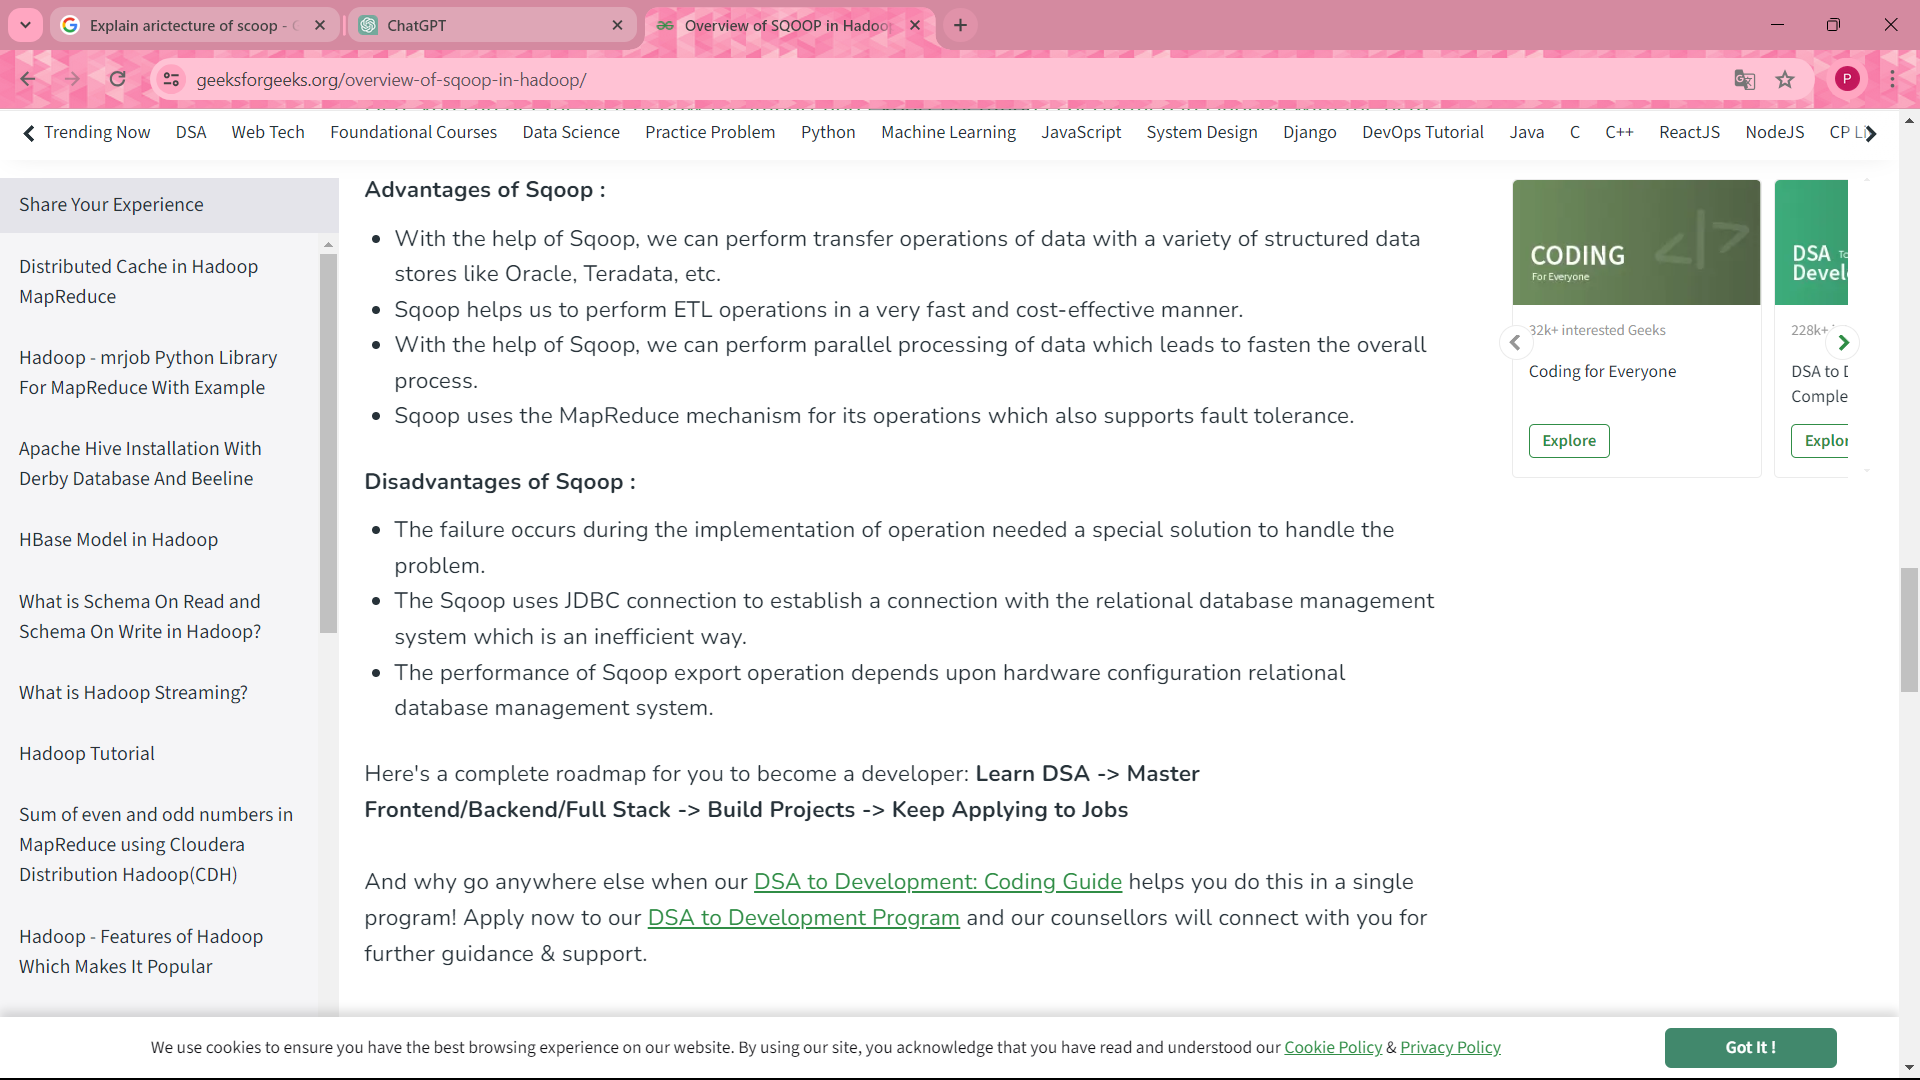 Explain arictecture of scoop -
ChatGPT
Overview of SQOOP in Hadoo
P
geeksforgeeks.org/overview-of-sqoop-in-hadoop/
Trending Now DSA Web Tech Foundational Courses Data Science Practice Problem Python Machine Learning JavaScript System Design Django DevOps Tutorial Java C C++ ReactJS NodeJS CP Li
Share Your Experience
Distributed Cache in Hadoop
MapReduce
Hadoop - mrjob Python Library
For MapReduce With Example
Apache Hive Installation With
Derby Database And Beeline
HBase Model in Hadoop
What is Schema On Read and
Schema On Write in Hadoop?
What is Hadoop Streaming?
Hadoop Tutorial
Sum of even and odd numbers in
MapReduce using Cloudera
Distribution Hadoop(CDH)
Hadoop - Features of Hadoop
Which Makes It Popular
Advantages of Sqoop :
• With the help of Sqoop, we can perform transfer operations of data with a variety of structured data
stores like Oracle, Teradata, etc.
• Sqoop helps us to perform ETL operations in a very fast and cost-effective manner.
• With the help of Sqoop, we can perform parallel processing of data which leads to fasten the overall
process.
• Sqoop uses the MapReduce mechanism for its operations which also supports fault tolerance.
Disadvantages of Sqoop :
• The failure occurs during the implementation of operation needed a special solution to handle the
problem.
• The Sqoop uses JDBC connection to establish a connection with the relational database management
system which is an inefficient way.
• The performance of Sqoop export operation depends upon hardware configuration relational
database management system.
Here's a complete roadmap for you to become a developer: Learn DSA -> Master
Frontend/Backend/Full Stack -> Build Projects -> Keep Applying to Jobs
And why go anywhere else when our DSA to Development: Coding Guide helps you do this in a single
program! Apply now to our DSA to Development Program and our counsellors will connect with you for
further guidance & support.
CODING
For Everyone
32k+ interested Geeks
Coding for Everyone
Explore
DSA To
Devel
228k+
DSA to D
Comple
Explor
We use cookies to ensure you have the best browsing experience on our website. By using our site, you acknowledge that you have read and understood our Cookie Policy & Privacy Policy
Got It !